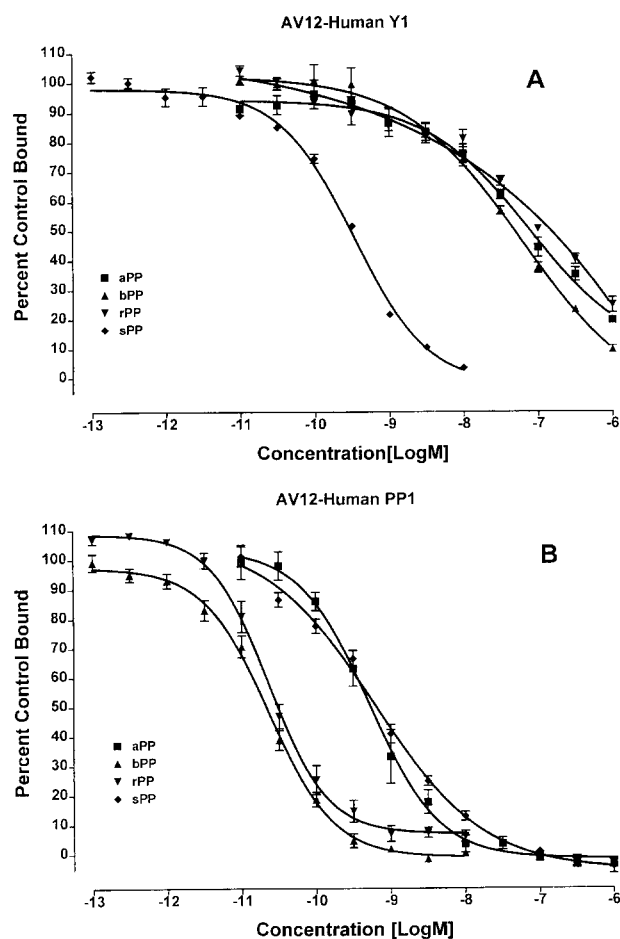 AV12-Human Y1
A
Percent Control Bound
110
100
90
80
70
60
50
40
30
20
10
0
aPP
bPP
rPP
sPP
-13 -12 -11 -10 -9 -8 -7 -6
Concentration[LogM]
AV12-Human PP1
B
Percent Control Bound
110
100
90
80
70
60
50
40
30
20
10
0
aPP
bPP
rPP
sPP
-13 -12 -11 -10 -9 -8 -7 -6
Concentration [LogM]